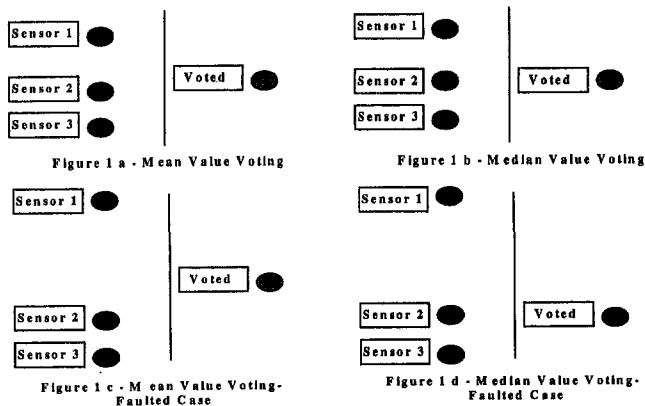 Sensor 1
Sensor 2
Sensor 3
Voted
Figure 1 a - Mean Value Voting
Sensor 1
Sensor 2
Sensor 3
Voted
Figure 1 b - Median Value Voting
Sensor 1
Sensor 2
Sensor 3
Voted
Figure 1 c - Mean Value Voting-
Faulted Case
Sensor 1
Sensor 2
Sensor 3
Voted
Figure 1 d - Median Value Voting-
Faulted Case